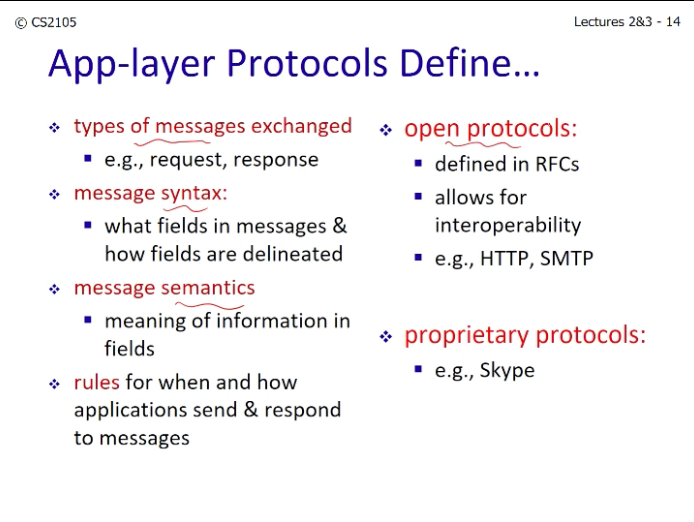 © CS2105
Lectures 2&3 - 14
App-layer Protocols Define…
types of messages exchanged
e.g., request, response
message syntax:
what fields in messages &
how fields are delineated
message semantics
meaning of information in
fields
rules for when and how
applications send & respond
to messages
open protocols:
defined in RFCs
allows for
interoperability
e.g., HTTP, SMTP
proprietary protocols:
e.g., Skype